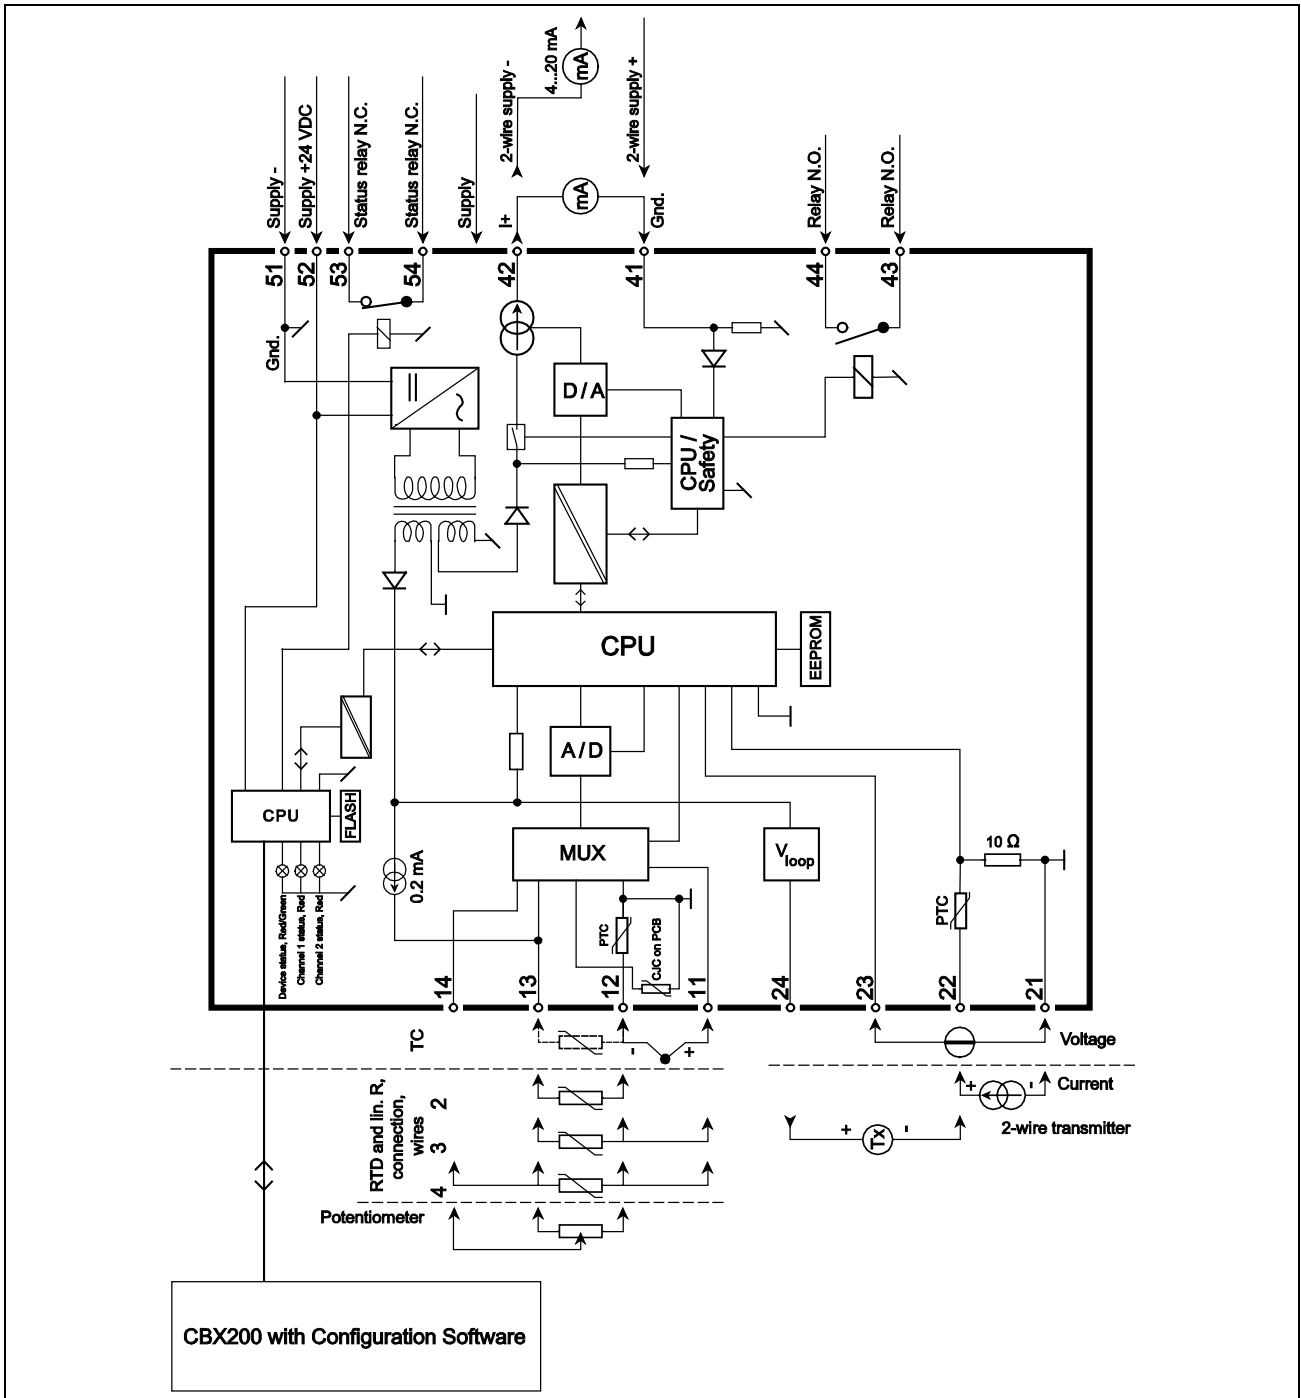 Supply -
Supply +24 VDC
Status relay N.C.
Status relay N.C.
Supply
2-wire supply -
4...20 mA
mA
2-wire supply +
I+
mA
Gnd.
Relay N.O.
Relay N.O.
51
52
53
54
42
41
44
43
Gnd.
D / A
CPU /
Safety
CPU
EEPROM
A / D
CPU
FLASH
MUX
V loop
10 Ω
0.2 mA
PTC
CJC on PCB
PTC
Device status, Red/Green
Channel 1 status, Red
Channel 2 status, Red
14
13
12
11
24
23
22
21
TC
-
+
Voltage
RTD and lin. R,
connection,
wires
2
3
4
+
-
Current
+
Tx
-
2-wire transmitter
Potentiometer
CBX200 with Configuration Software